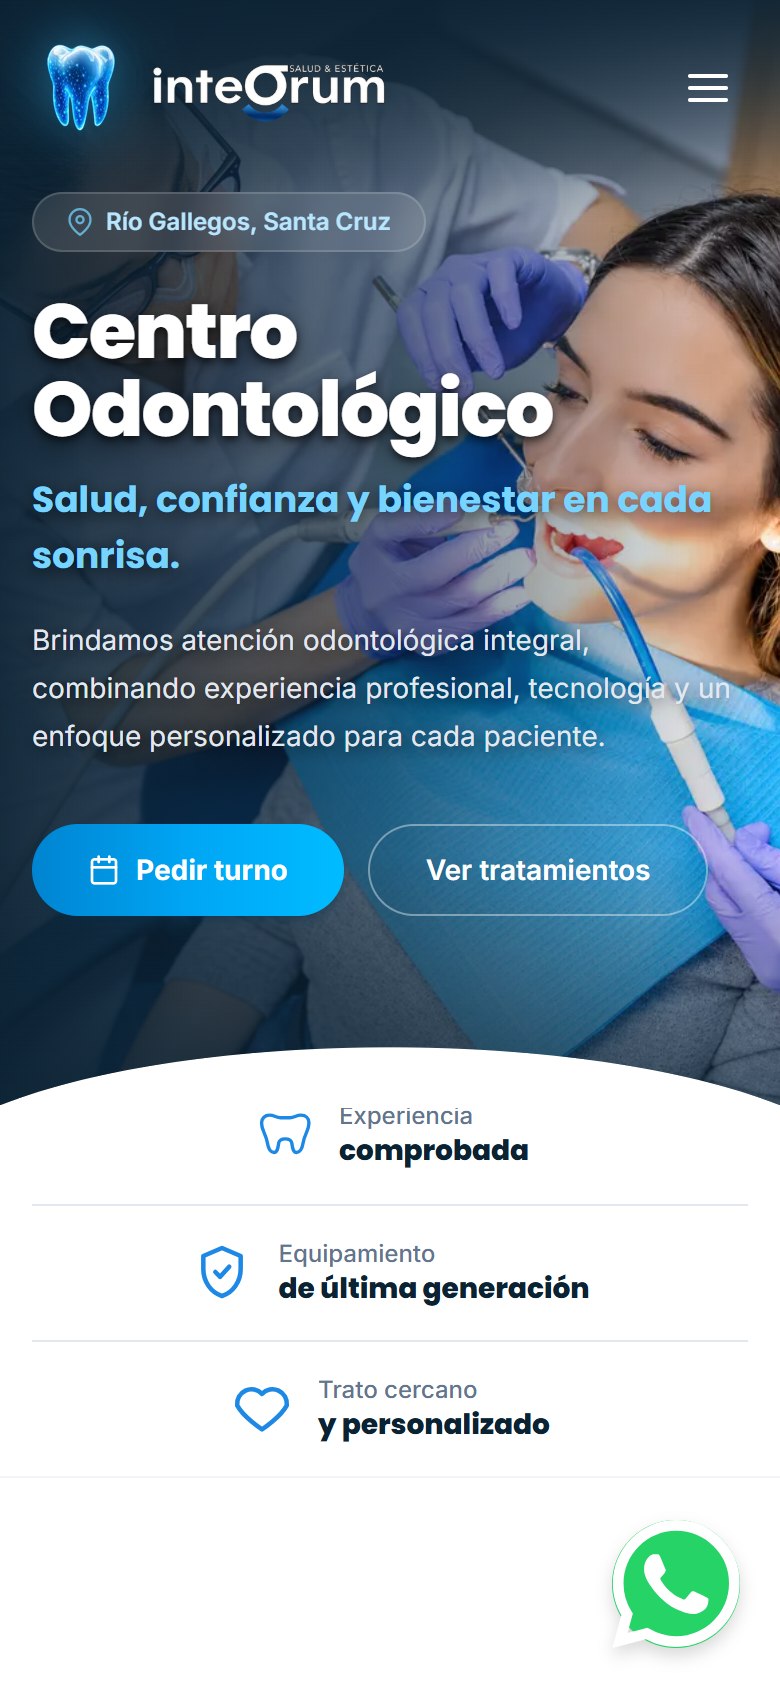 SALUD & ESTÉTICA
integrum
Río Gallegos, Santa Cruz
Centro
Odontológico
Salud, confianza y bienestar en cada
sonrisa.
Brindamos atención odontológica integral,
combinando experiencia profesional, tecnología y un
enfoque personalizado para cada paciente.
Pedir turno
Ver tratamientos
Experiencia
comprobada
Equipamiento
de última generación
Trato cercano
y personalizado